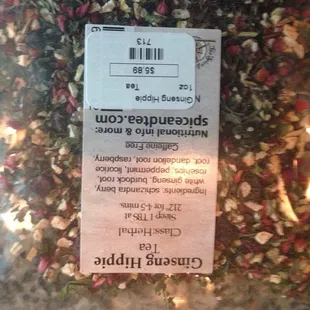 Ginseng Hippie
Tea
Class: Herbal
Steep 1 TBS at
212° for 4-5 mins.
Ingredients: schizandra berry,
white ginseng, burdock root,
rosehips, peppermint, licorice
root, dandelion root, raspberry
Caffeine Free
Nutritional info & more:
spiceandtea.com
N Ginseng Hippie
1oz Tea
$5.89
713